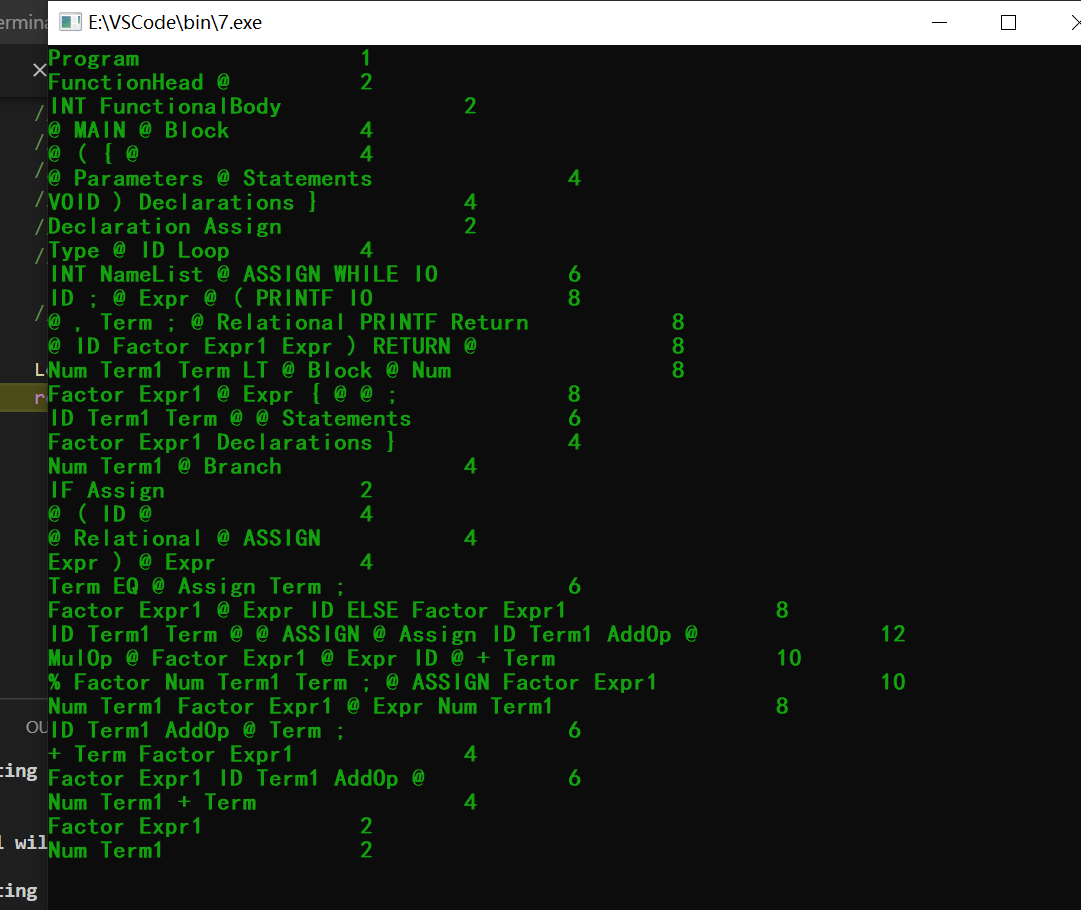 E:\VSCode\bin\7.exe
Program 1
FunctionHead @ 2
INT FunctionalBody 2
@ MAIN @ Block 4
@ ( { @ 4
@ Parameters @ Statements 4
VOID ) Declarations } 4
Declaration Assign 2
Type @ ID Loop 4
INT NameList @ ASSIGN WHILE IO 6
ID ; @ Expr @ ( PRINTF IO 8
@ , Term ; @ Relational PRINTF Return 8
@ ID Factor Expr1 Expr ) RETURN @ 8
Num Term1 Term LT @ Block @ Num 8
Factor Expr1 @ Expr { @ @ ; 8
ID Term1 Term @ @ Statements 6
Factor Expr1 Declarations } 4
Num Term1 @ Branch 4
IF Assign 2
@ ( ID @ 4
@ Relational @ ASSIGN 4
Expr ) @ Expr 4
Term EQ @ Assign Term ; 6
Factor Expr1 @ Expr ID ELSE Factor Expr1 8
ID Term1 Term @ @ ASSIGN @ Assign ID Term1 AddOp @ 12
MulOp @ Factor Expr1 @ Expr ID @ + Term 10
% Factor Num Term1 Term ; @ ASSIGN Factor Expr1 10
Num Term1 Factor Expr1 @ Expr Num Term1 8
ID Term1 AddOp @ Term ; 6
+ Term Factor Expr1 4
Factor Expr1 ID Term1 AddOp @ 6
Num Term1 + Term 4
Factor Expr1 2
Num Term1 2